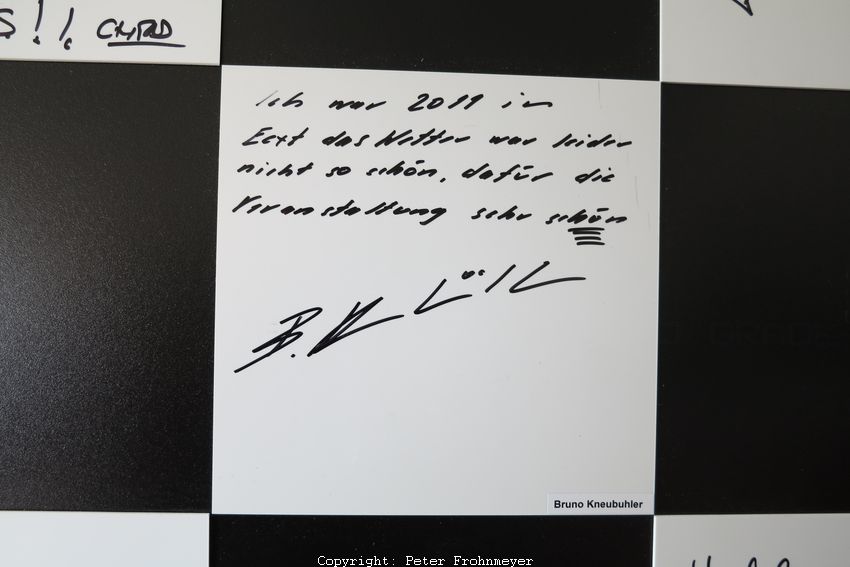 S!! CHRD
Ich war 2011 in
Eext das Wetter war leider
nicht so schön, dafür die
Veranstaltung sehr schön
B.
Bruno Kneubuhler
Copyright: Peter Frohnmeyer